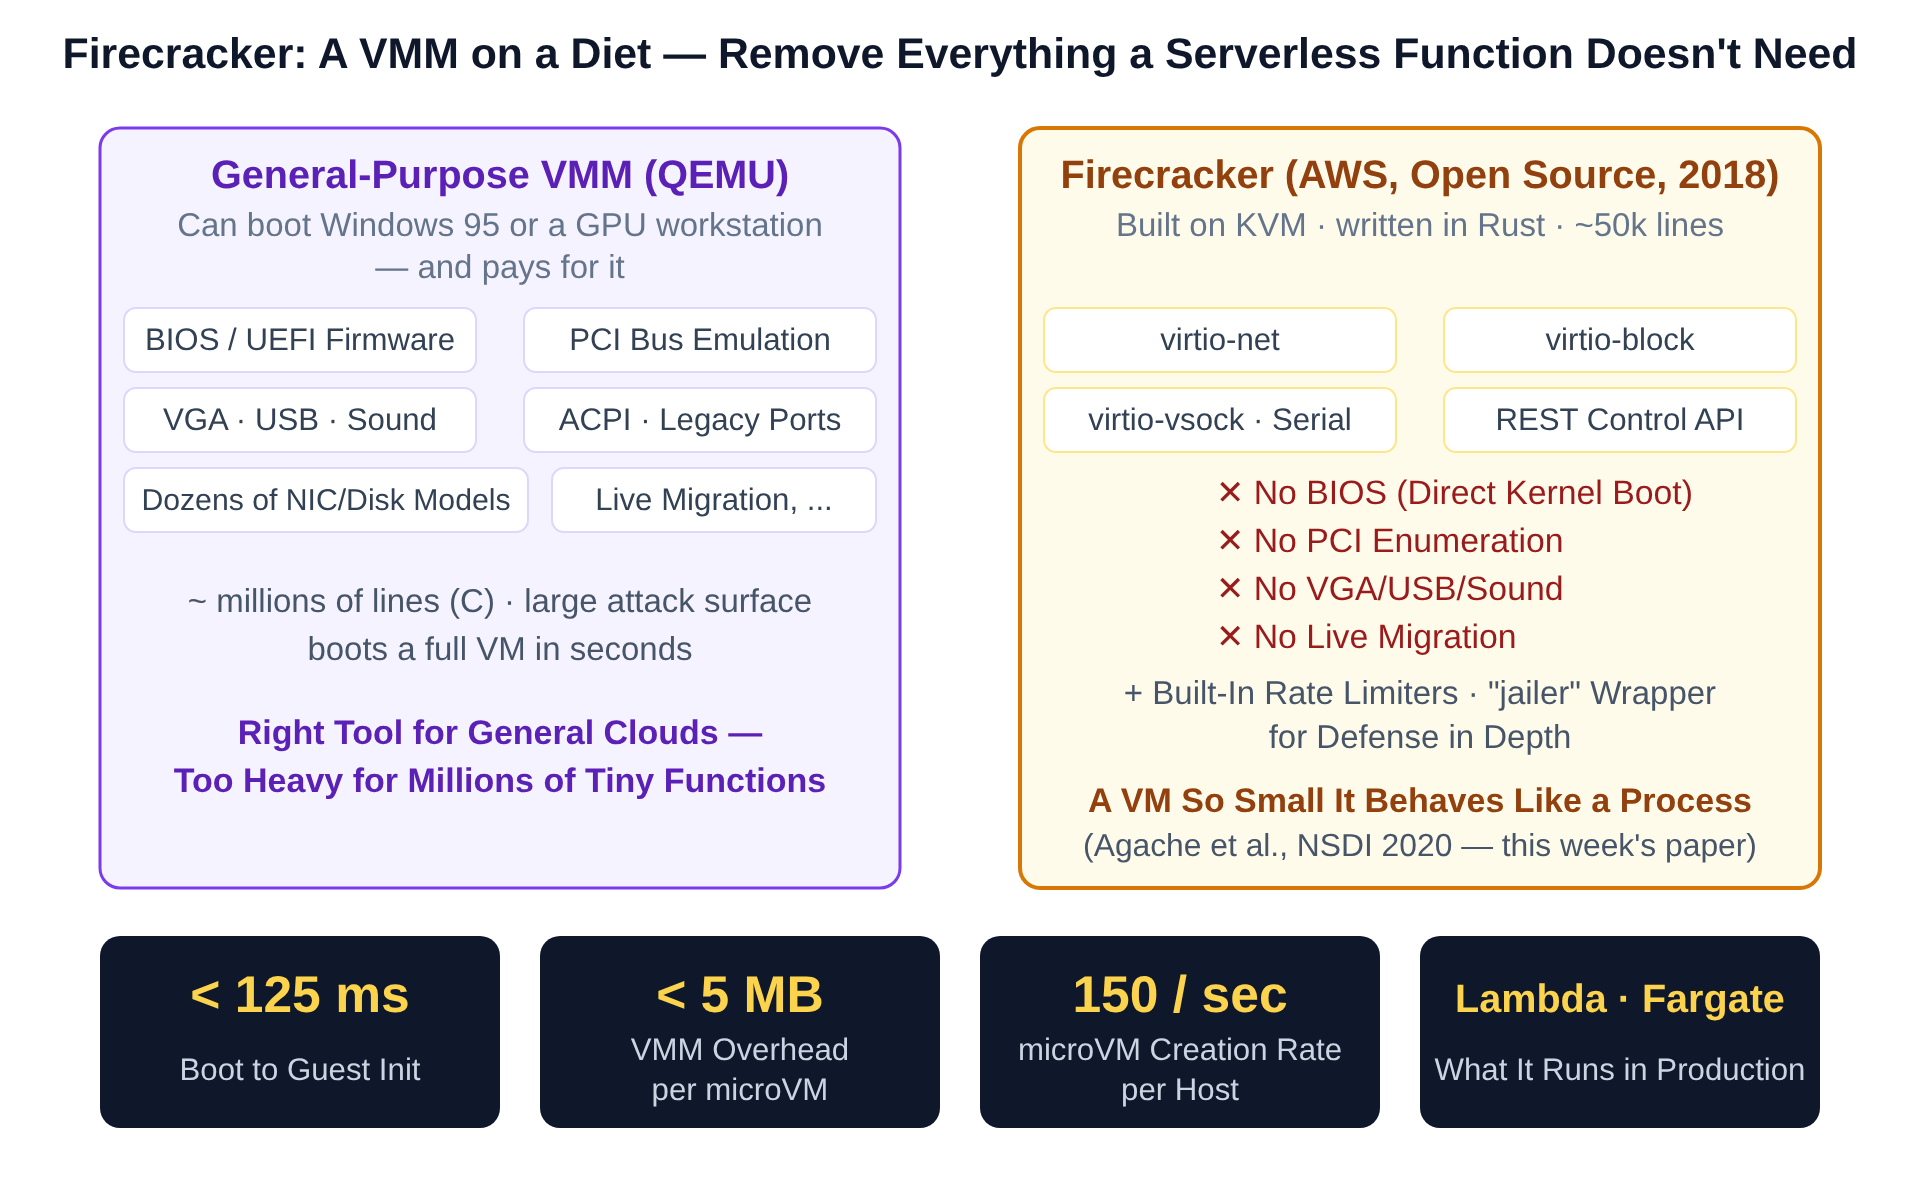 Firecracker: A VMM on a Diet — Remove Everything a Serverless Function Doesn't Need
General-Purpose VMM (QEMU)
Can boot Windows 95 or a GPU workstation
— and pays for it
BIOS / UEFI Firmware
PCI Bus Emulation
VGA · USB · Sound
ACPI · Legacy Ports
Dozens of NIC/Disk Models
Live Migration, ...
~ millions of lines (C) · large attack surface
boots a full VM in seconds
Right Tool for General Clouds —
Too Heavy for Millions of Tiny Functions
Firecracker (AWS, Open Source, 2018)
Built on KVM · written in Rust · ~50k lines
virtio-net
virtio-block
virtio-vsock · Serial
REST Control API
✕ No BIOS (Direct Kernel Boot)
✕ No PCI Enumeration
✕ No VGA/USB/Sound
✕ No Live Migration
+ Built-In Rate Limiters · "jailer" Wrapper
for Defense in Depth
A VM So Small It Behaves Like a Process
(Agache et al., NSDI 2020 — this week's paper)
< 125 ms
Boot to Guest Init
< 5 MB
VMM Overhead
per microVM
150 / sec
microVM Creation Rate
per Host
Lambda · Fargate
What It Runs in Production